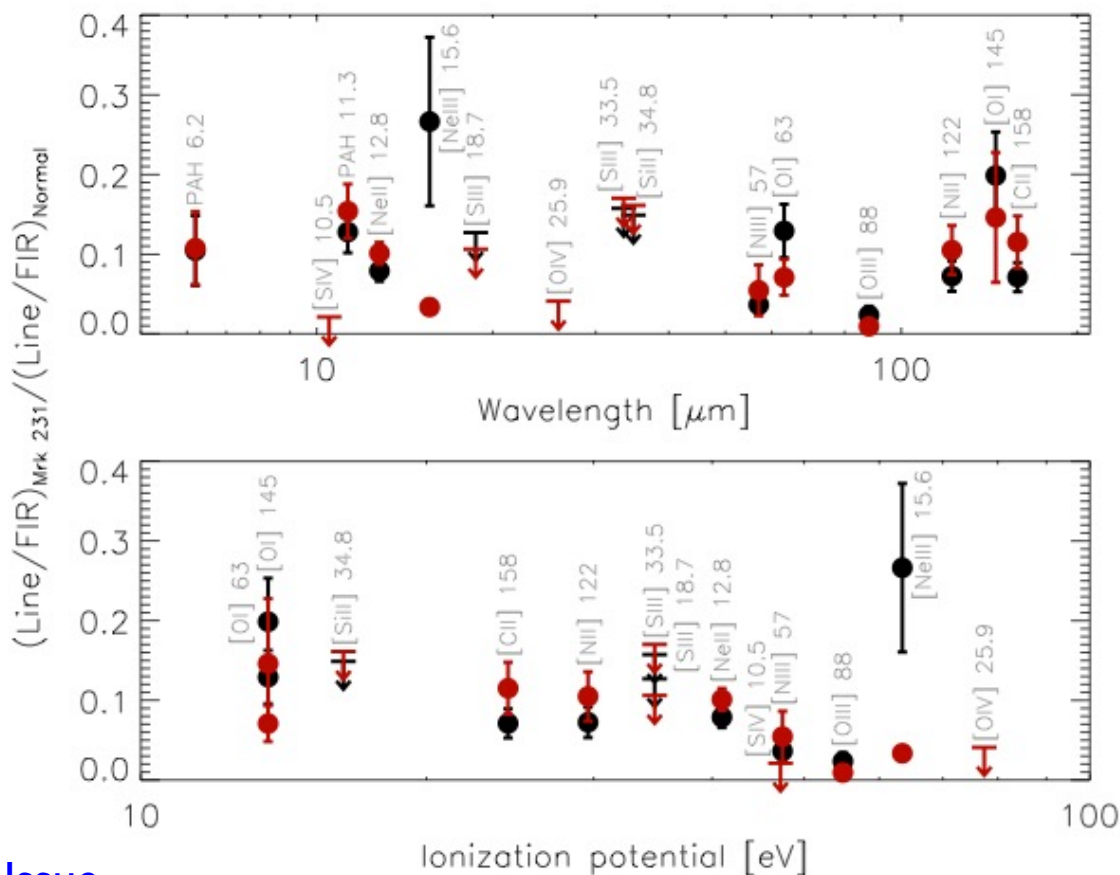 0.4
0.3
0.2
0.1
0.0
PAH 6.2
[SIV] 10.5
PAH 11.3
[NeII] 12.8
[NeIII] 15.6
[SIII] 18.7
[OIV] 25.9
[SIII] 33.5
[SiII] 34.8
[NIII] 57
[OI] 63
[OIII] 88
[NII] 122
[OI] 145
[CII] 158
10
100
Wavelength [μm]
(Line/FIR)Mrk 231/(Line/FIR)Normal
0.4
0.3
0.2
0.1
0.0
[OI] 63
[OI] 145
[SiII] 34.8
[CII] 158
[NII] 122
[SIII] 33.5
[SIII] 18.7
[NeII] 12.8
[SIV] 10.5
[NIII] 57
[OIII] 88
[NeIII] 15.6
[OIV] 25.9
10
100
Ionization potential [eV]
Issue